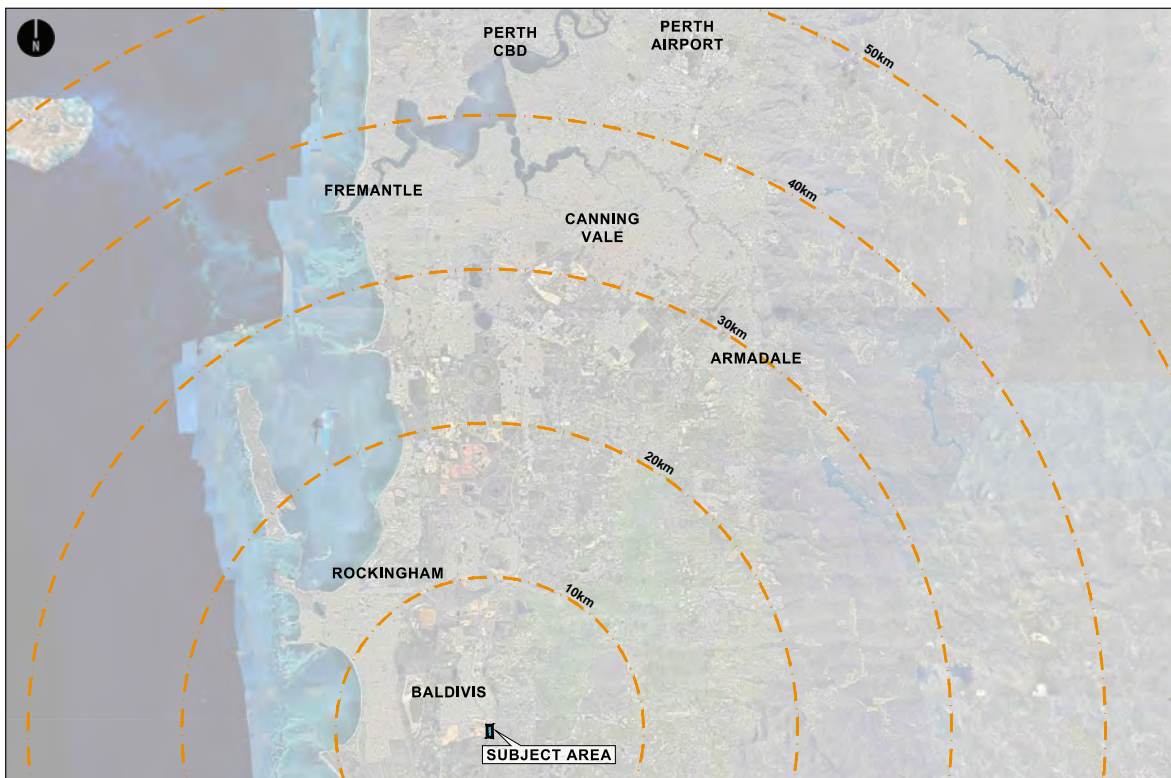 N
PERTH
CBD
PERTH
AIRPORT
50km
40km
FREMANTLE
CANNING
VALE
30km
ARMADALE
20km
ROCKINGHAM
10km
BALDIVIS
SUBJECT AREA